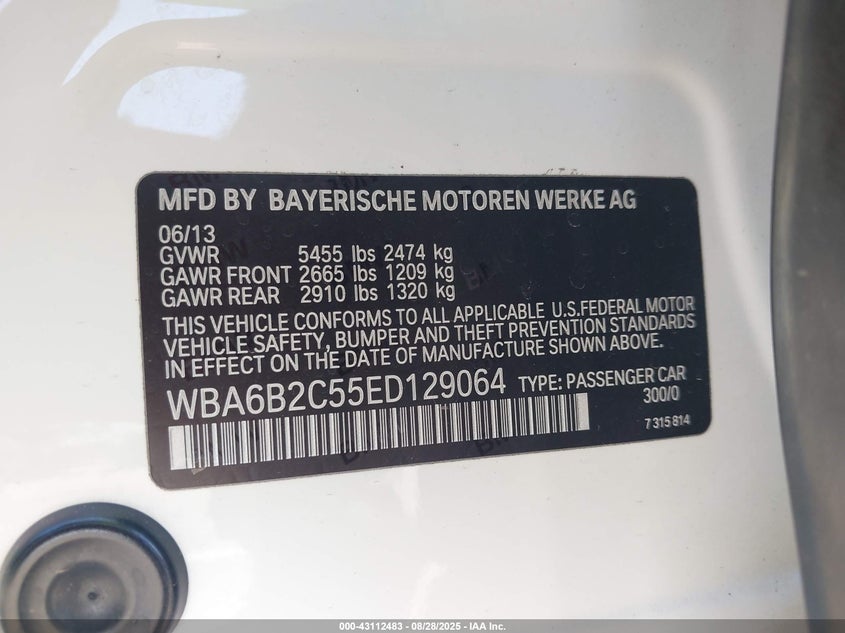 MFD BY BAYERISCHE MOTOREN WERKE AG
06/13
GVWR 5455 lbs 2474 kg
GAWR FRONT 2665 lbs 1209 kg
GAWR REAR 2910 lbs 1320 kg
THIS VEHICLE CONFORMS TO ALL APPLICABLE U.S.FEDERAL MOTOR
VEHICLE SAFETY, BUMPER AND THEFT PREVENTION STANDARDS
IN EFFECT ON THE DATE OF MANUFACTURE SHOWN ABOVE.
WBA6B2C55ED129064 TYPE: PASSENGER CAR
300/0
7 315 814
000-43112483 - 08/28/2025 - IAA Inc.